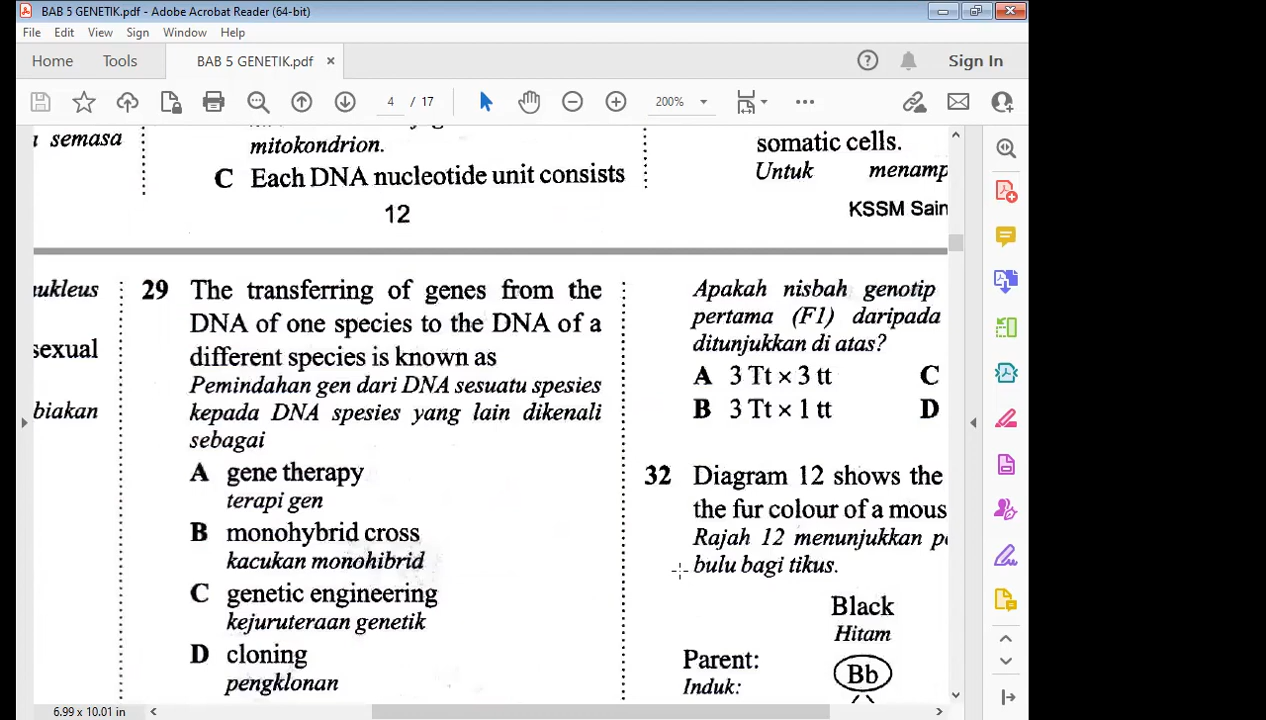 BAB 5 GENETIK.pdf - Adobe Acrobat Reader (64-bit)
File Edit View Sign Window Help
Home Tools BAB 5 GENETIK.pdf × Sign In
4 / 17 200%
a semasa
mitokondrion.
C Each DNA nucleotide unit consists
12
somatic cells.
Untuk menamp
KSSM Sain
nukleus
sexual
biakan
29 The transferring of genes from the
DNA of one species to the DNA of a
different species is known as
Pemindahan gen dari DNA sesuatu spesies
kepada DNA spesies yang lain dikenali
sebagai
A gene therapy
terapi gen
B monohybrid cross
kacukan monohibrid
C genetic engineering
kejuruteraan genetik
D cloning
pengklonan
Apakah nisbah genotip
pertama (F1) daripada
ditunjukkan di atas?
A 3 Tt × 3 tt C
B 3 Tt × 1 tt D
32 Diagram 12 shows the
the fur colour of a mous
Rajah 12 menunjukkan pe
bulu bagi tikus.
Black
Hitam
Parent:
Induk:
Bb
6.99 x 10.01 in